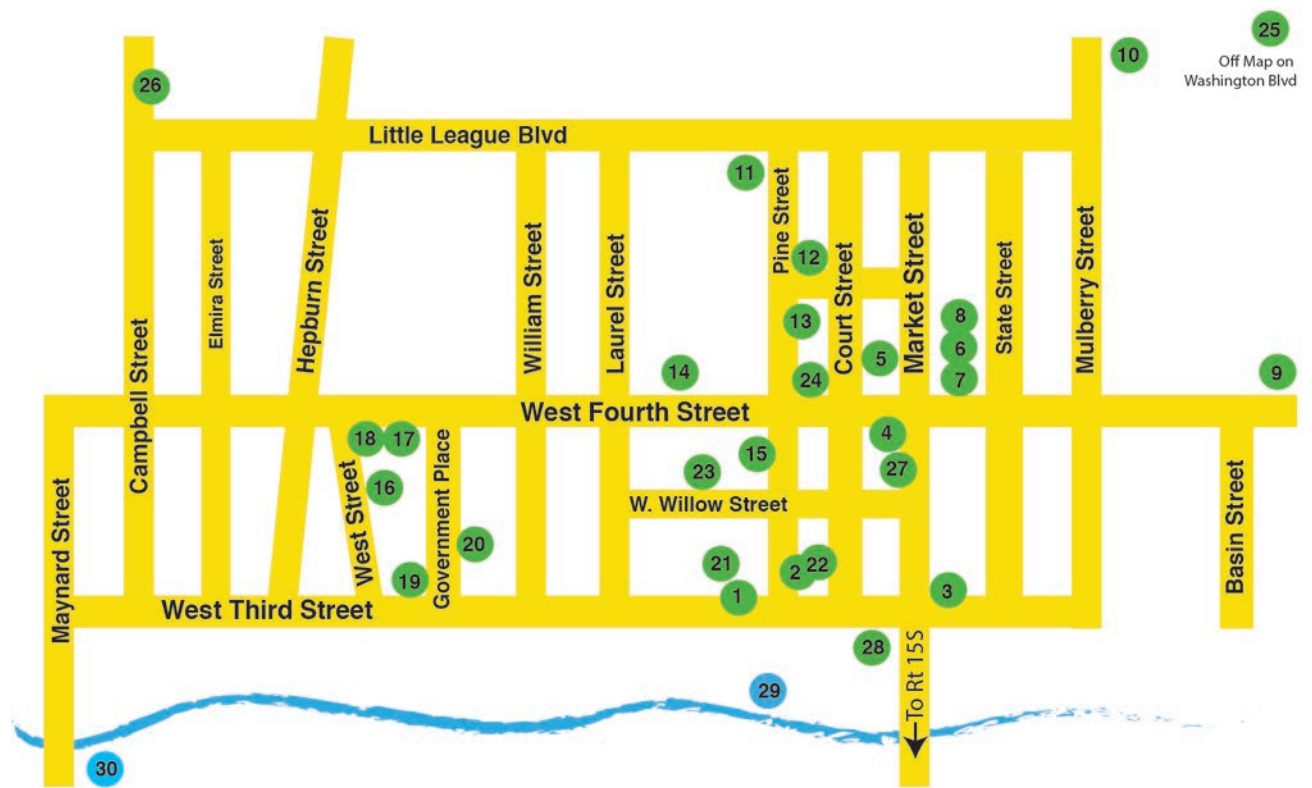 25
Off Map on
Washington Blvd
10
26
Little League Blvd
11
Pine Street
12
Court Street
Market Street
State Street
Mulberry Street
Elmira Street
Hepburn Street
William Street
Laurel Street
Campbell Street
13
8
6
7
5
24
14
9
West Fourth Street
18
17
16
West Street
Government Place
15
23
4
27
W. Willow Street
20
19
21
1
2
22
3
Maynard Street
West Third Street
Basin Street
28
29
To Rt 15S
30